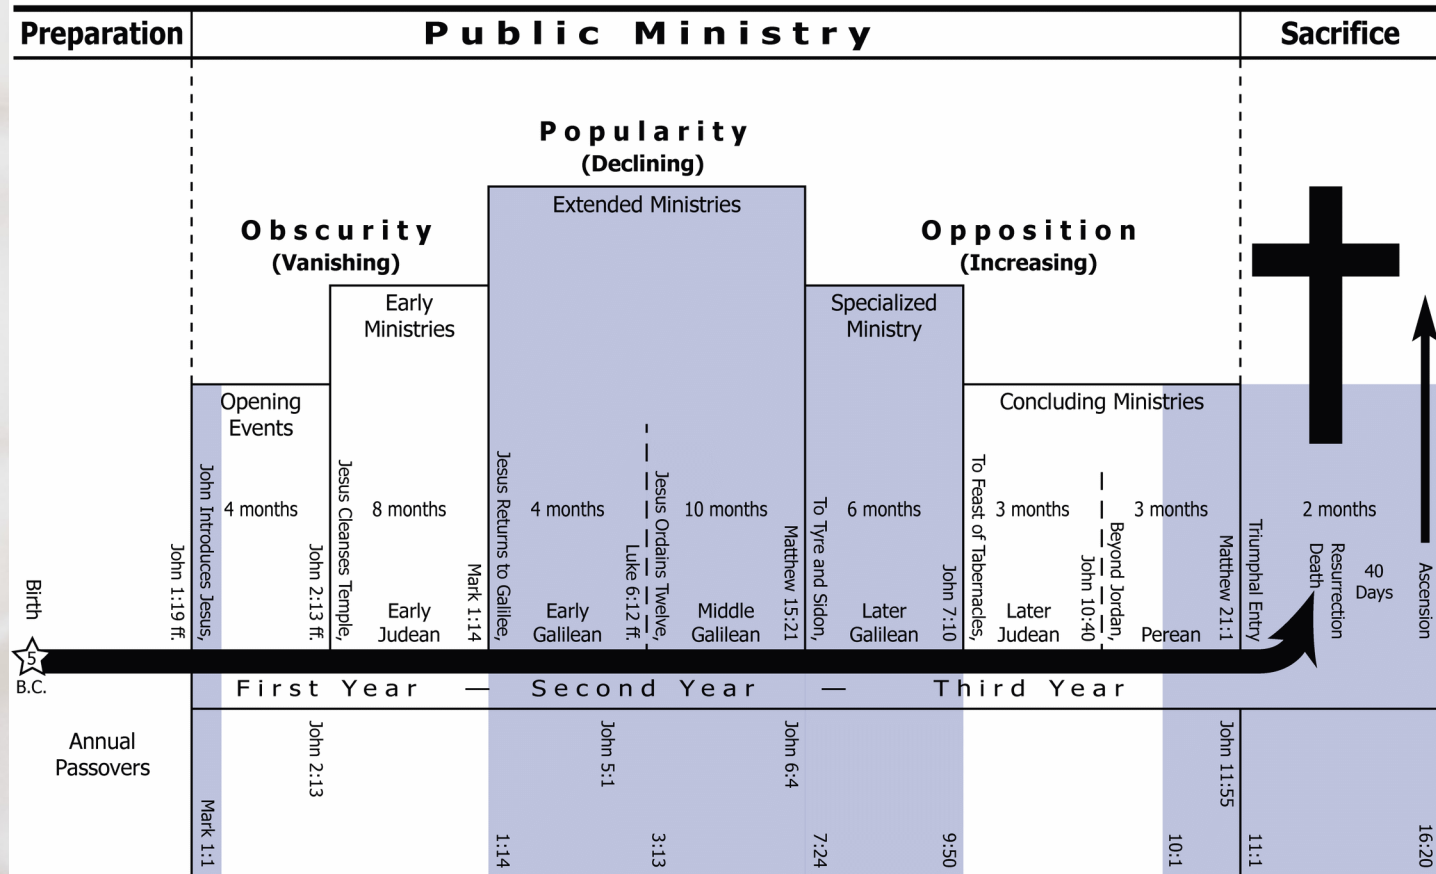 Preparation
Public Ministry
Sacrifice
Popularity
(Declining)
Extended Ministries
Obscurity
(Vanishing)
Opposition
(Increasing)
Early
Ministries
Specialized
Ministry
Opening
Events
Concluding Ministries
4 months
8 months
4 months
10 months
6 months
3 months
3 months
2 months
Birth
5
B.C.
John 1:19 ff.
John Introduces Jesus,
John 2:13 ff.
Jesus Cleanses Temple,
Early
Judean
Mark 1:14
Jesus Returns to Galilee,
Early
Galilean
Luke 6:12 ff.
Jesus Ordains Twelve,
Middle
Galilean
Matthew 15:21
To Tyre and Sidon,
Later
Galilean
John 7:10
To Feast of Tabernacles,
Later
Judean
John 10:40
Beyond Jordan,
Perean
Matthew 21:1
Triumphal Entry
Death
Resurrection
40
Days
Ascension
First Year — Second Year — Third Year
Annual
Passovers
John 2:13
John 5:1
John 6:4
John 11:55
Mark 1:1
1:14
3:13
7:24
9:50
10:1
11:1
16:20